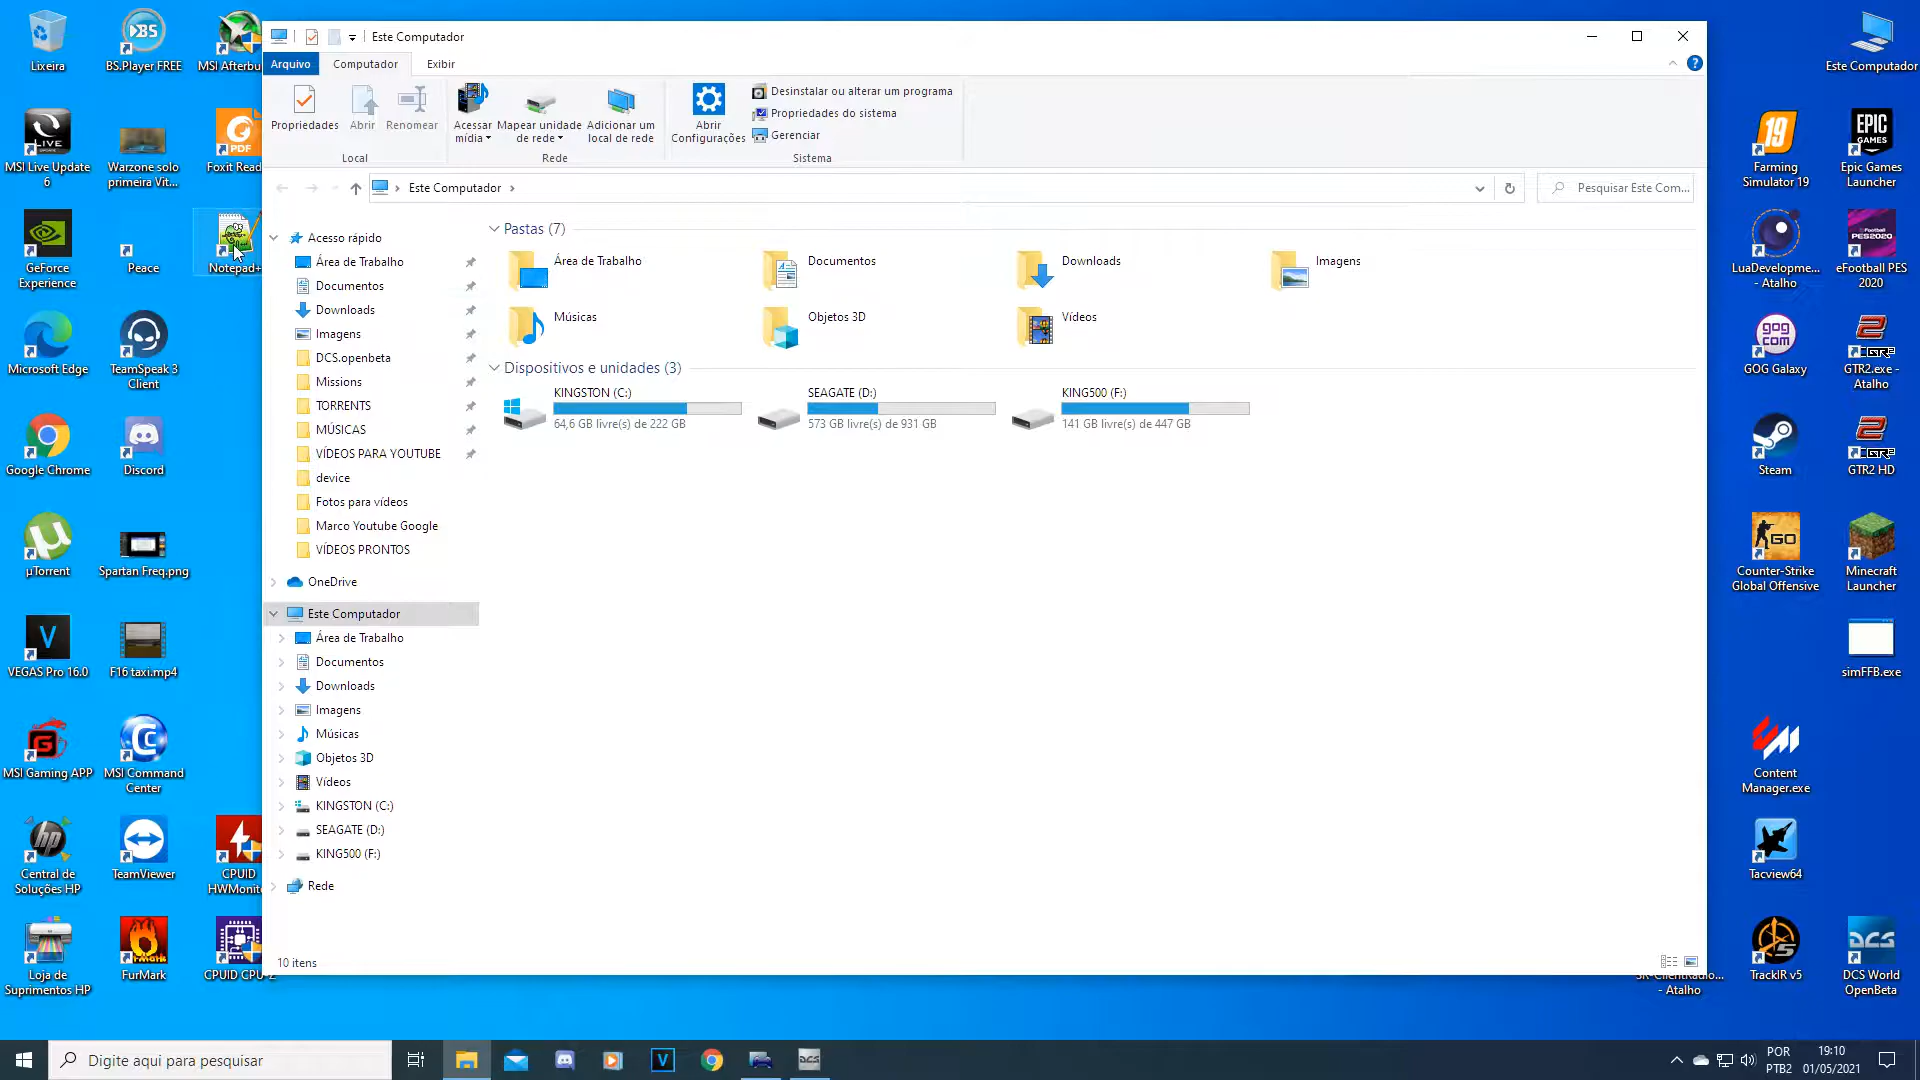 Este Computador
Arquivo
Computador
Exibir
Propriedades
Abrir
Renomear
Local
Acessar
mídia
Mapear unidade
de rede
Adicionar um
local de rede
Rede
Abrir
Configurações
Desinstalar ou alterar um programa
Propriedades do sistema
Gerenciar
Sistema
Este Computador
Pesquisar Este Com...
Acesso rápido
Área de Trabalho
Documentos
Downloads
Imagens
DCS.openbeta
Missions
TORRENTS
MÚSICAS
VÍDEOS PARA YOUTUBE
device
Fotos para vídeos
Marco Youtube Google
VÍDEOS PRONTOS
OneDrive
Este Computador
Área de Trabalho
Documentos
Downloads
Imagens
Músicas
Objetos 3D
Vídeos
KINGSTON (C:)
SEAGATE (D:)
KING500 (F:)
Rede
10 itens
Pastas (7)
Área de Trabalho
Documentos
Downloads
Imagens
Músicas
Objetos 3D
Vídeos
Dispositivos e unidades (3)
KINGSTON (C:)
64,6 GB livre(s) de 222 GB
SEAGATE (D:)
573 GB livre(s) de 931 GB
KING500 (F:)
141 GB livre(s) de 447 GB
Lixeira
BS.Player FREE
MSI Afterbu
MSI Live Update
6
Warzone solo
primeira Vit...
Foxit Read
GeForce
Experience
Peace
Notepad+
Microsoft Edge
TeamSpeak 3
Client
Google Chrome
Discord
µTorrent
Spartan Freq.png
VEGAS Pro 16.0
F16 taxi.mp4
MSI Gaming APP
MSI Command
Center
Central de
Soluções HP
TeamViewer
CPUID
HWMonit
Loja de
Suprimentos HP
FurMark
CPUID CPU-Z
Este Computador
Farming
Simulator 19
Epic Games
Launcher
LuaDevelopme...
- Atalho
eFootball PES
2020
GOG Galaxy
GTR2.exe -
Atalho
Steam
GTR2 HD
Counter-Strike
Global Offensive
Minecraft
Launcher
simFFB.exe
Content
Manager.exe
Tacview64
SR-ClientRadio...
- Atalho
TrackIR v5
DCS World
OpenBeta
Digite aqui para pesquisar
POR
PTB2
19:10
01/05/2021